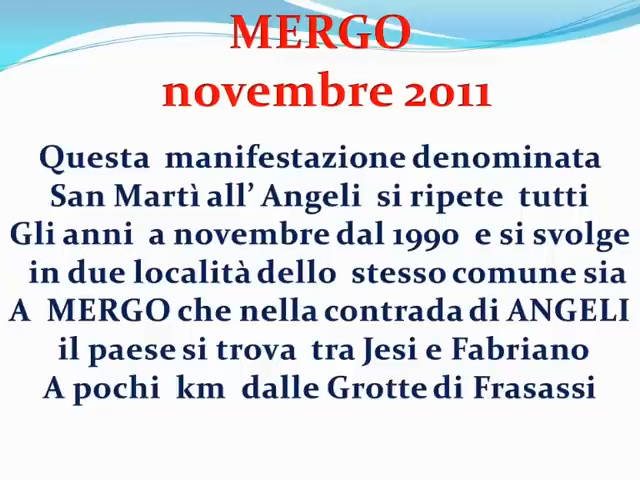 MERGO
novembre 2011
Questa manifestazione denominata
San Martì all' Angeli si ripete tutti
Gli anni a novembre dal 1990 e si svolge
in due località dello stesso comune sia
A MERGO che nella contrada di ANGELI
il paese si trova tra Jesi e Fabriano
A pochi km dalle Grotte di Frasassi